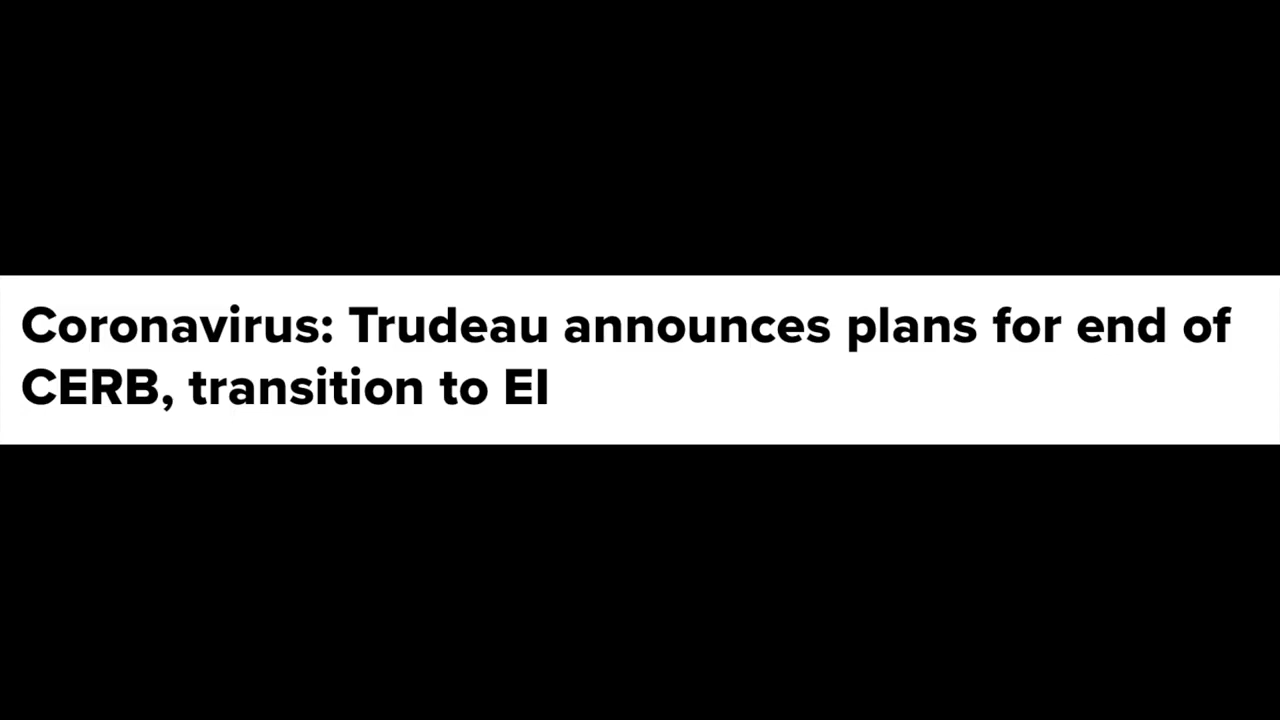 Coronavirus: Trudeau announces plans for end of
CERB, transition to EI